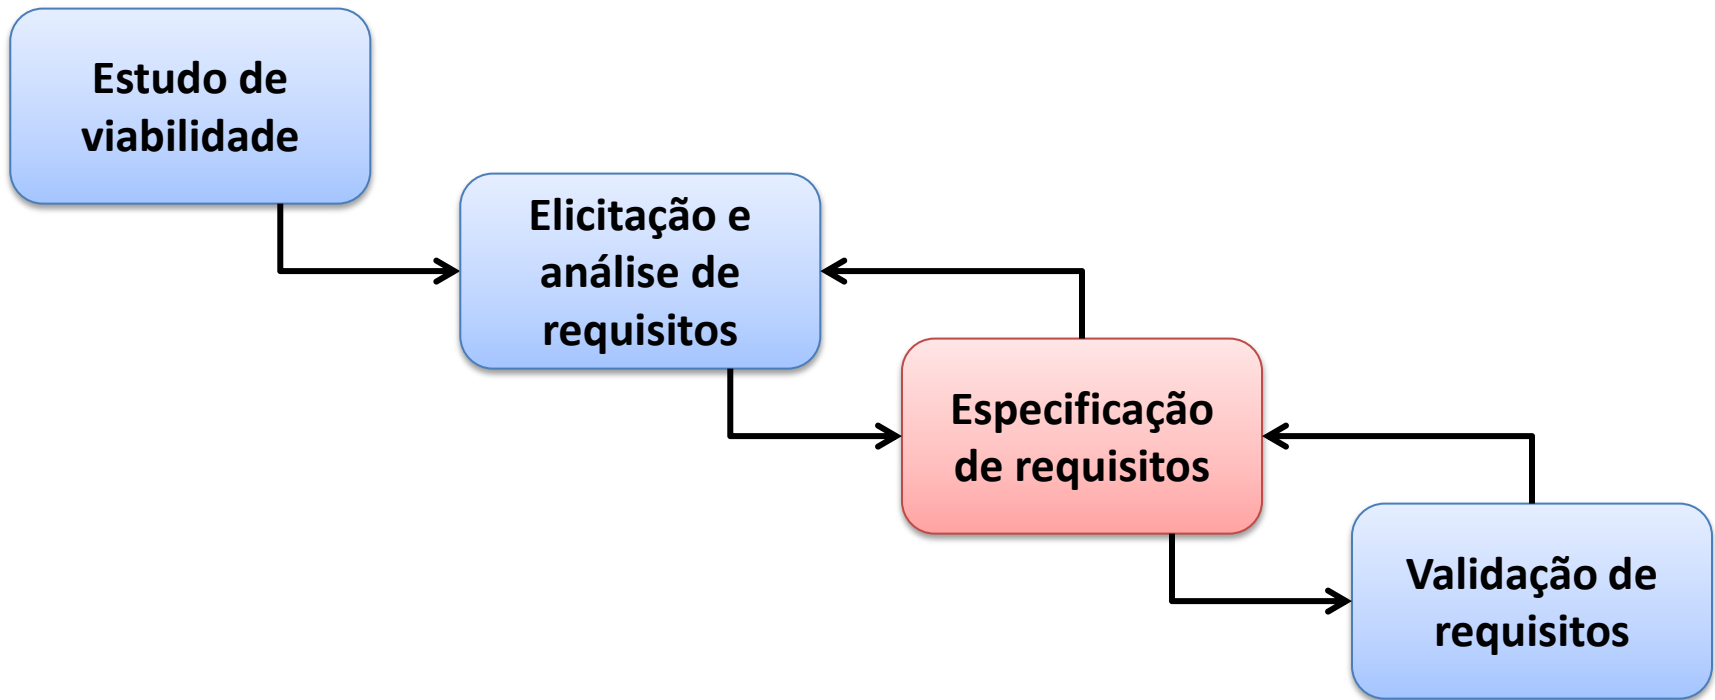 Estudo de
viabilidade
Elicitação e
análise de
requisitos
Especificação
de requisitos
Validação de
requisitos